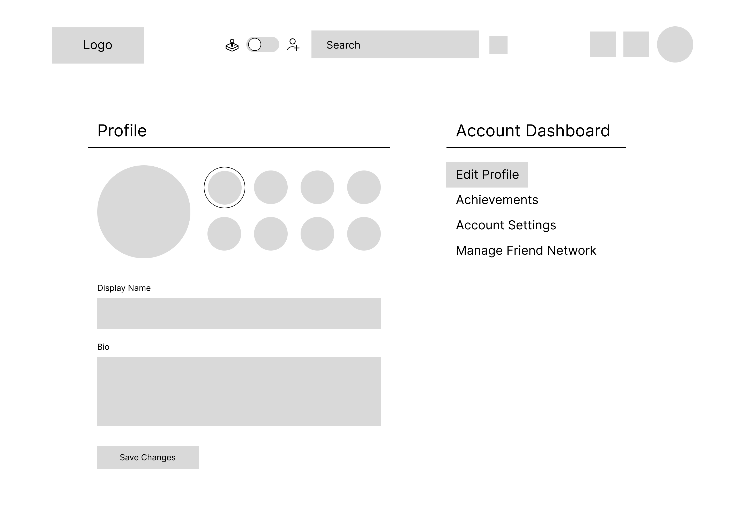 Logo
Search
Profile
Account Dashboard
Edit Profile
Achievements
Account Settings
Manage Friend Network
Display Name
Bio
Save Changes